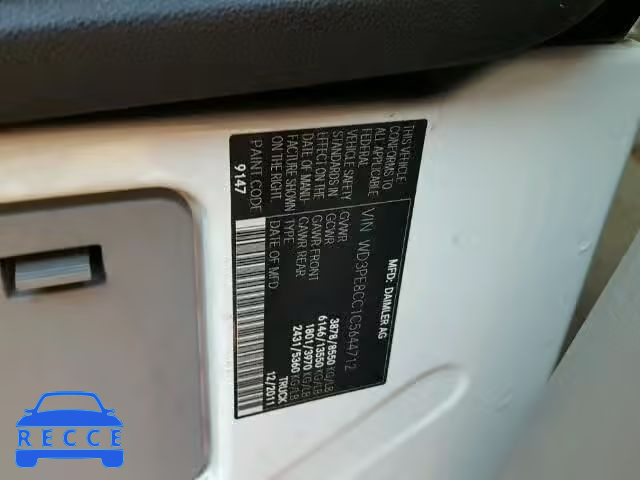 MFD: DAIMLER AG
VIN WD3PE8CC1C5644712
THIS VEHICLE
CONFORMS TO
ALL APPLICABLE
FEDERAL
VEHICLE SAFETY
STANDARDS IN
EFFECT ON THE
DATE OF MANU-
FACTURE SHOWN
ON THE RIGHT.
PAINT CODE
9147
GVWR 3878/8550 KG/LB
GCWR 6146/13550 KG/LB
GAWR FRONT 1801/3970 KG/LB
GAWR REAR 2431/5360 KG/LB
TYPE TRUCK
DATE OF MAN. 12/2011
RECCE